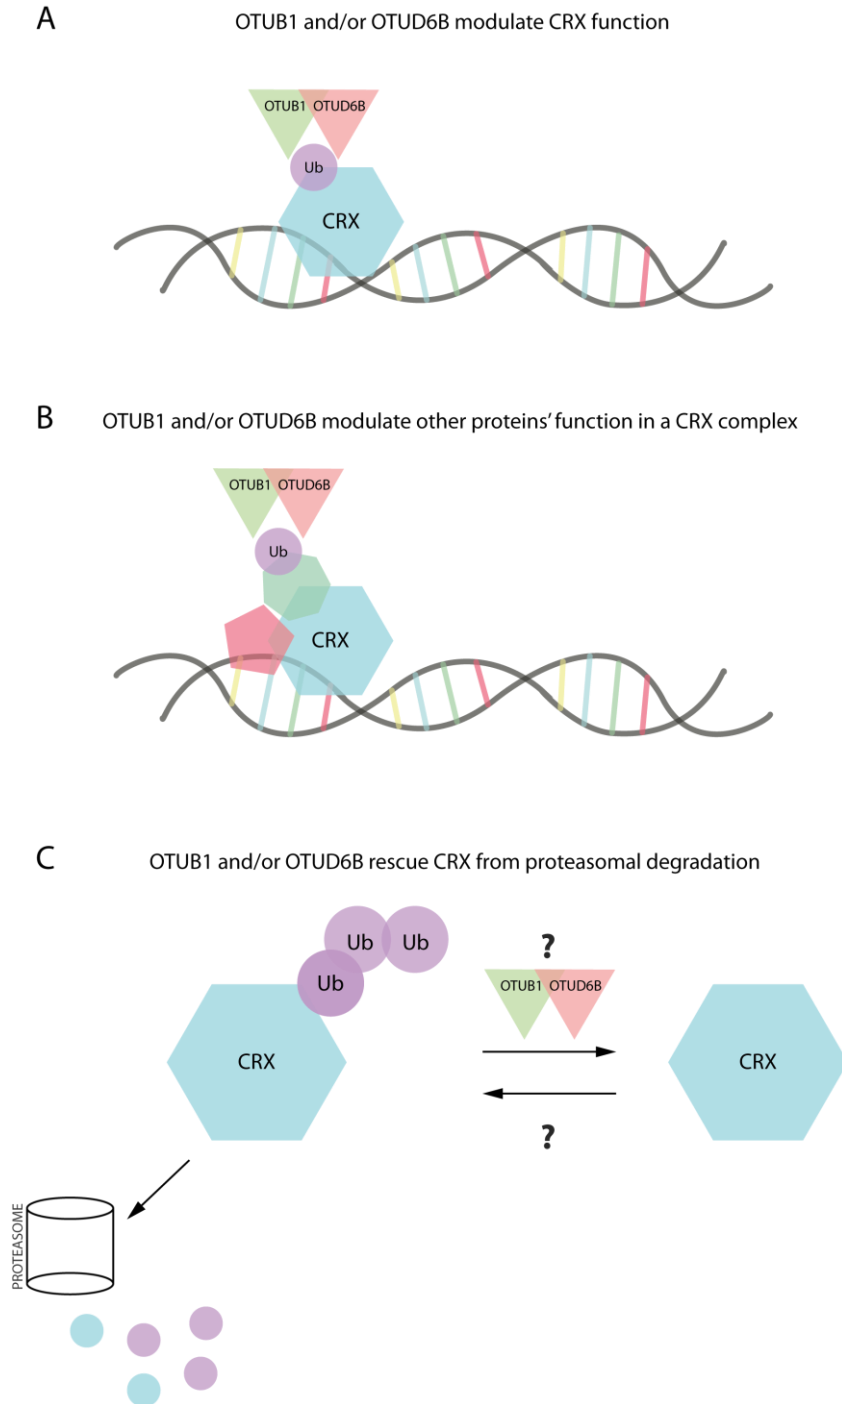 A
OTUB1 and/or OTUD6B modulate CRX function
OTUB1 OTUD6B
Ub
CRX
B
OTUB1 and/or OTUD6B modulate other proteins' function in a CRX complex
OTUB1 OTUD6B
Ub
CRX
C
OTUB1 and/or OTUD6B rescue CRX from proteasomal degradation
Ub Ub
Ub
CRX
?
OTUB1 OTUD6B
?
CRX
PROTEASOME